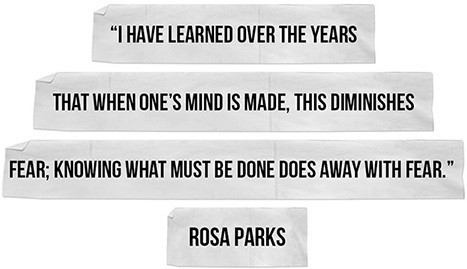 “I HAVE LEARNED OVER THE YEARS
THAT WHEN ONE’S MIND IS MADE, THIS DIMINISHES
FEAR; KNOWING WHAT MUST BE DONE DOES AWAY WITH FEAR.”
ROSA PARKS